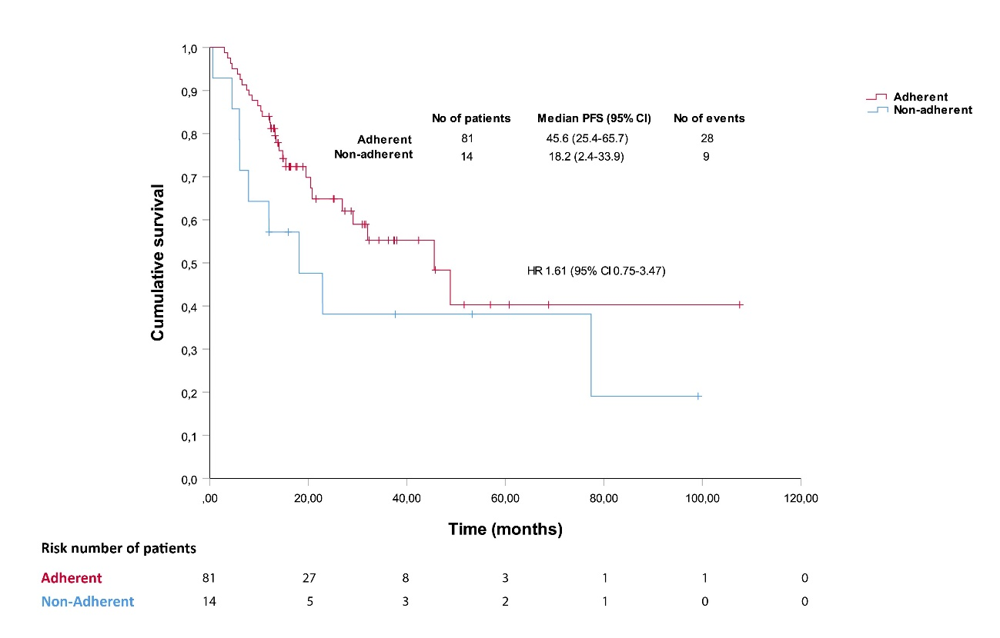 1,0
0,9
0,8
0,7
0,6
0,5
0,4
0,3
0,2
0,1
0,0
Cumulative survival
Adherent
Non-adherent
No of patients Median PFS (95% CI) No of events
Adherent 81 45.6 (25.4-65.7) 28
Non-adherent 14 18.2 (2.4-33.9) 9
HR 1.61 (95% CI 0.75-3.47)
,00 20,00 40,00 60,00 80,00 100,00 120,00
Time (months)
Risk number of patients
Adherent 81 27 8 3 1 1 0
Non-Adherent 14 5 3 2 1 0 0